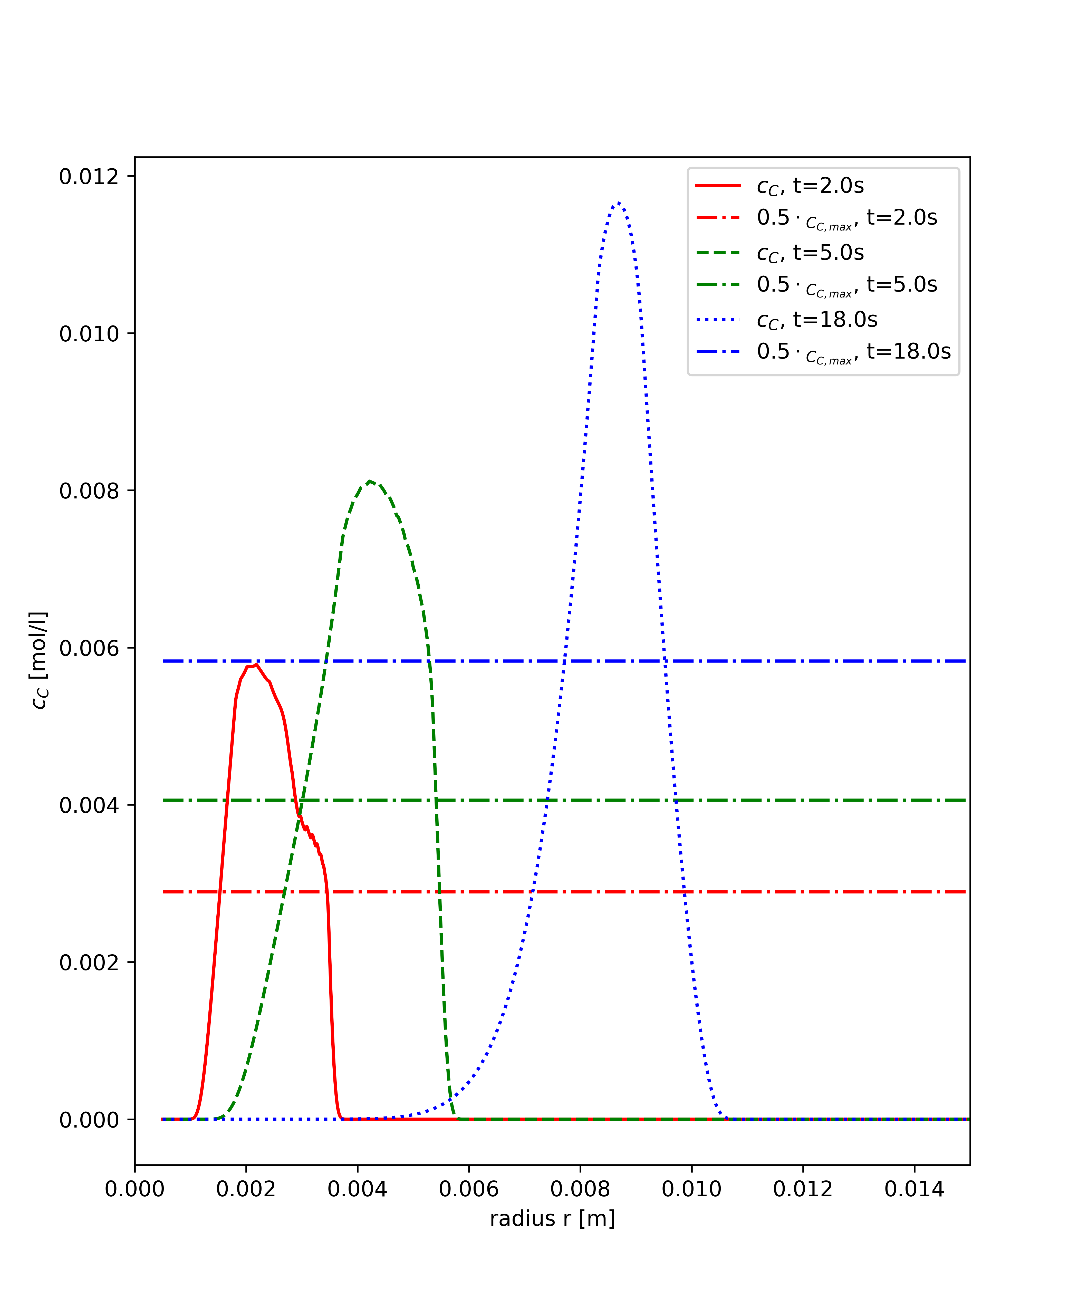 c_C, t=2.0s
0.5 · c_{C,max}, t=2.0s
c_C, t=5.0s
0.5 · c_{C,max}, t=5.0s
c_C, t=18.0s
0.5 · c_{C,max}, t=18.0s
0.012
0.010
0.008
0.006
0.004
0.002
0.000
c_C [mol/l]
0.000 0.002 0.004 0.006 0.008 0.010 0.012 0.014
radius r [m]